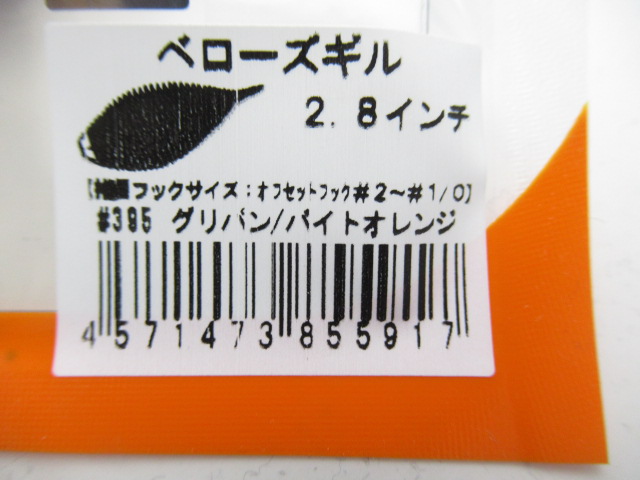 ベローズギル
2.8インチ
フックサイズ:オフセットフック#2〜#1/0】
#395 グリパン/バイトオレンジ
4571473855917